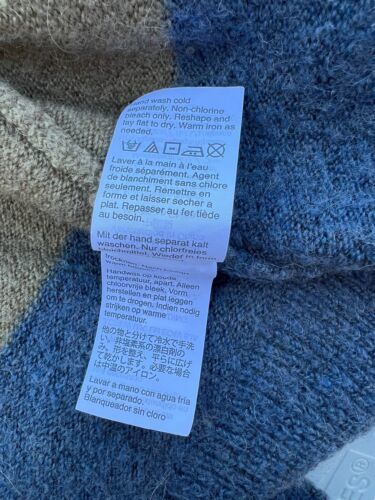 Hand wash cold
separately. Non-chlorine
bleach only. Reshape and
lay flat to dry. Warm iron as
needed.
Laver à la main à l'eau
froide séparément. Agent
de blanchiment sans chlore
seulement. Remettre en
forme et laisser sécher à
plat. Repasser au fer tiède
au besoin.
Mit der hand separat kalt
waschen. Nur chlorfreies
Handwas op koude
temperatuur, apart. Alleen
chloorvrije bleek. Vorm
herstellen en plat leggen
om te drogen. Indien nodig
strijken op warme
temperatuur.
他の物と分けて冷水で手洗
い。非塩素系の漂白剤の
み。形を整え、平らに広げ
て乾かす。必要な場合
は中温のアイロン。
Lavar a mano con agua fría
y por separado.
Blanqueador sin cloro
ES®